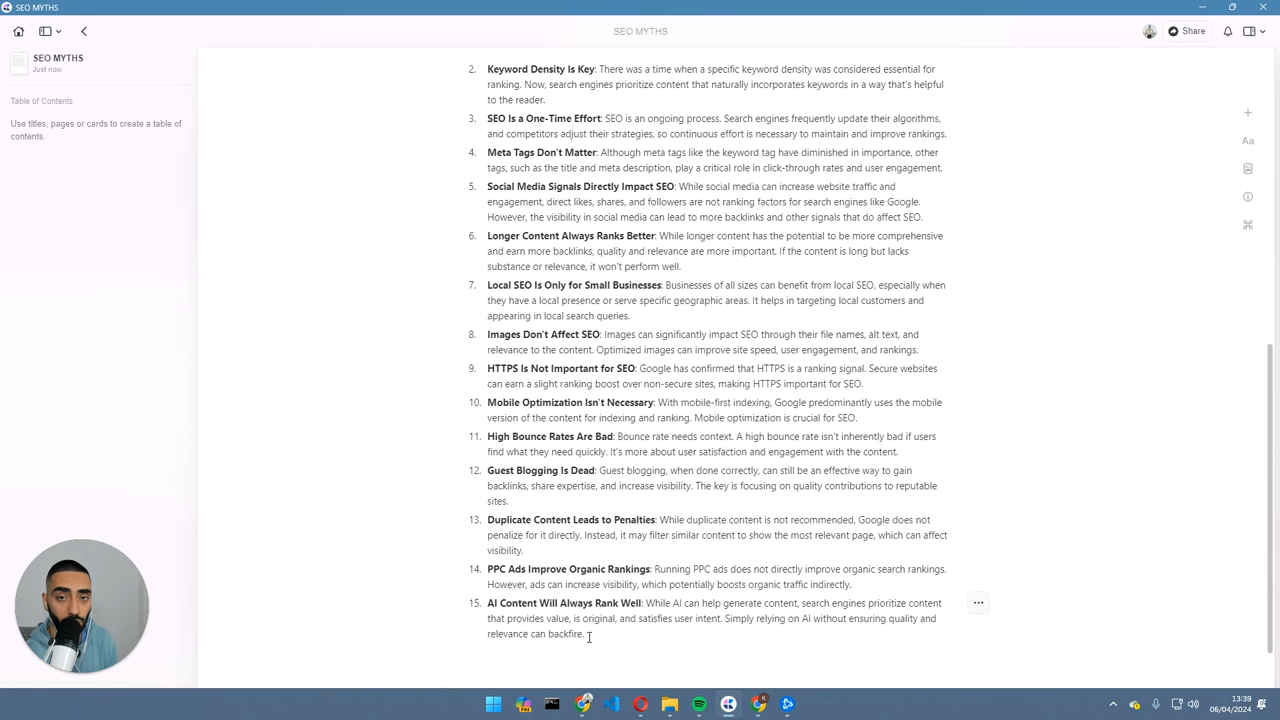 SEO MYTHS
SEO MYTHS
Share
SEO MYTHS
Just now
Table of Contents
Use titles, pages or cards to create a table of
contents.
Aa
2. Keyword Density Is Key: There was a time when a specific keyword density was considered essential for
ranking. Now, search engines prioritize content that naturally incorporates keywords in a way that's helpful
to the reader.
3. SEO Is a One-Time Effort: SEO is an ongoing process. Search engines frequently update their algorithms,
and competitors adjust their strategies, so continuous effort is necessary to maintain and improve rankings.
4. Meta Tags Don't Matter: Although meta tags like the keyword tag have diminished in importance, other
tags, such as the title and meta description, play a critical role in click-through rates and user engagement.
5. Social Media Signals Directly Impact SEO: While social media can increase website traffic and
engagement, direct likes, shares, and followers are not ranking factors for search engines like Google.
However, the visibility in social media can lead to more backlinks and other signals that do affect SEO.
6. Longer Content Always Ranks Better: While longer content has the potential to be more comprehensive
and earn more backlinks, quality and relevance are more important. If the content is long but lacks
substance or relevance, it won't perform well.
7. Local SEO Is Only for Small Businesses: Businesses of all sizes can benefit from local SEO, especially when
they have a local presence or serve specific geographic areas. It helps in targeting local customers and
appearing in local search queries.
8. Images Don't Affect SEO: Images can significantly impact SEO through their file names, alt text, and
relevance to the content. Optimized images can improve site speed, user engagement, and rankings.
9. HTTPS Is Not Important for SEO: Google has confirmed that HTTPS is a ranking signal. Secure websites
can earn a slight ranking boost over non-secure sites, making HTTPS important for SEO.
10. Mobile Optimization Isn't Necessary: With mobile-first indexing, Google predominantly uses the mobile
version of the content for indexing and ranking. Mobile optimization is crucial for SEO.
11. High Bounce Rates Are Bad: Bounce rate needs context. A high bounce rate isn't inherently bad if users
find what they need quickly. It's more about user satisfaction and engagement with the content.
12. Guest Blogging Is Dead: Guest blogging, when done correctly, can still be an effective way to gain
backlinks, share expertise, and increase visibility. The key is focusing on quality contributions to reputable
sites.
13. Duplicate Content Leads to Penalties: While duplicate content is not recommended, Google does not
penalize for it directly. Instead, it may filter similar content to show the most relevant page, which can affect
visibility.
14. PPC Ads Improve Organic Rankings: Running PPC ads does not directly improve organic search rankings.
However, ads can increase visibility, which potentially boosts organic traffic indirectly.
15. AI Content Will Always Rank Well: While AI can help generate content, search engines prioritize content
that provides value, is original, and satisfies user intent. Simply relying on AI without ensuring quality and
relevance can backfire.
13:39
06/04/2024